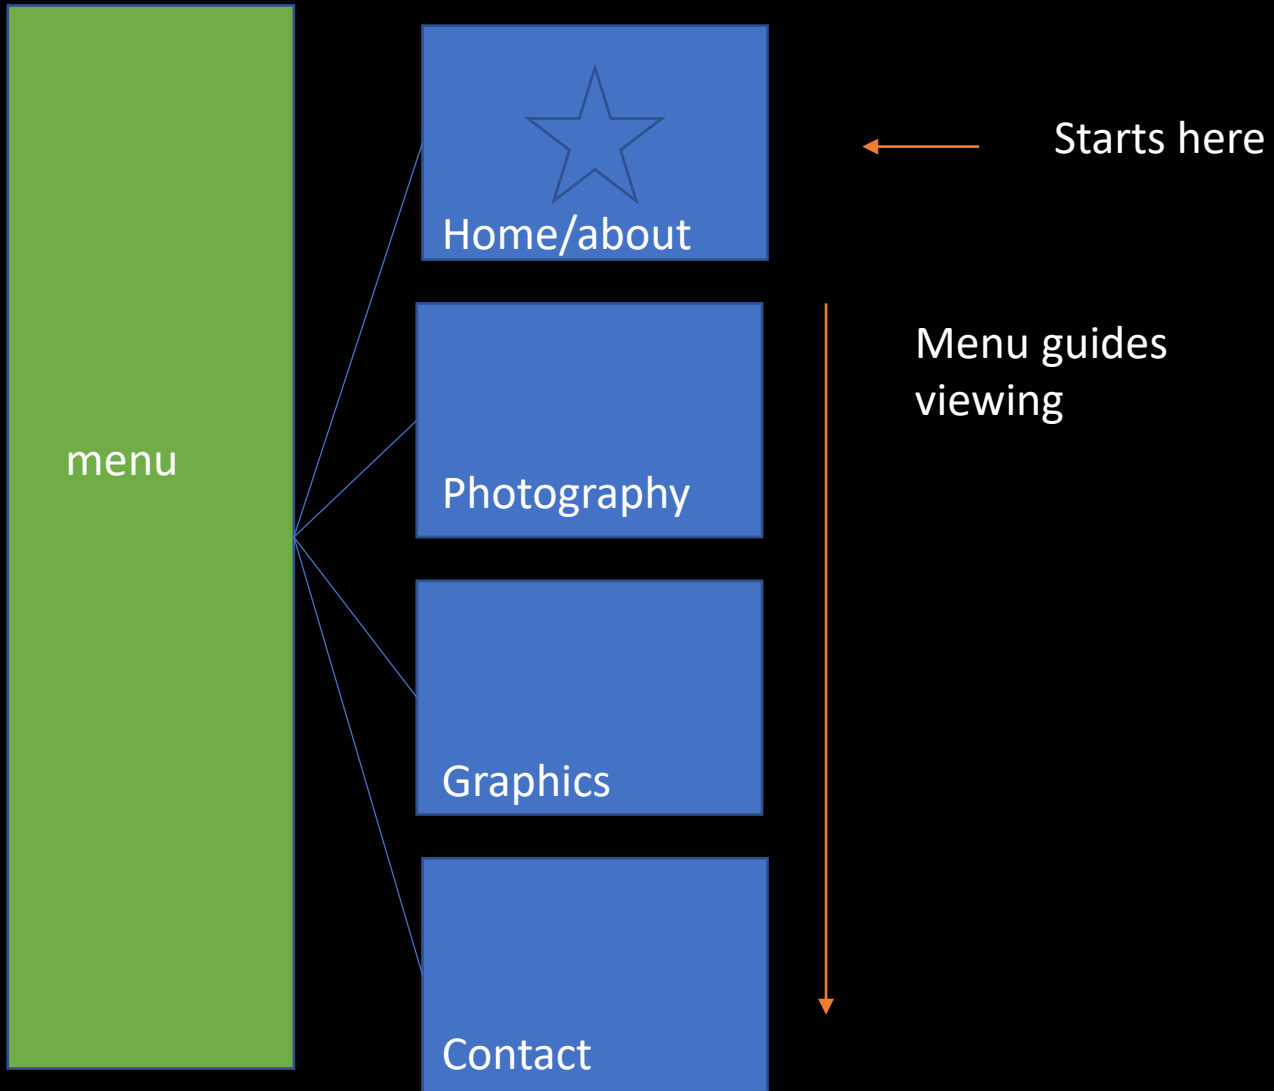 menu
Home/about
Starts here
Photography
Menu guides
viewing
Graphics
Contact